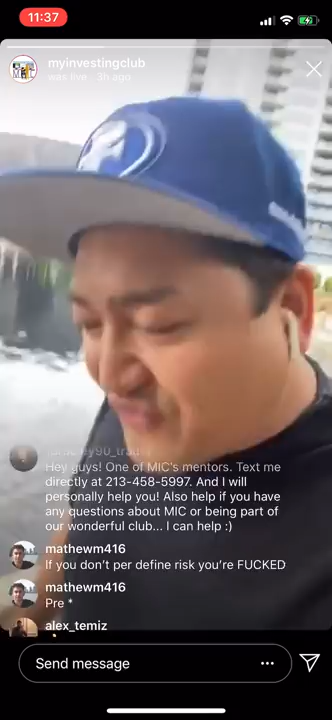 11:37
myinvestingclub
was live · 3h ago
Hey guys! One of MIC's mentors. Text me
directly at 213-458-5997. And I will
personally help you! Also help if you have
any questions about MIC or being part of
our wonderful club... I can help :)
mathewm416
If you don't per define risk you're FUCKED
mathewm416
Pre *
alex_temiz
Send message